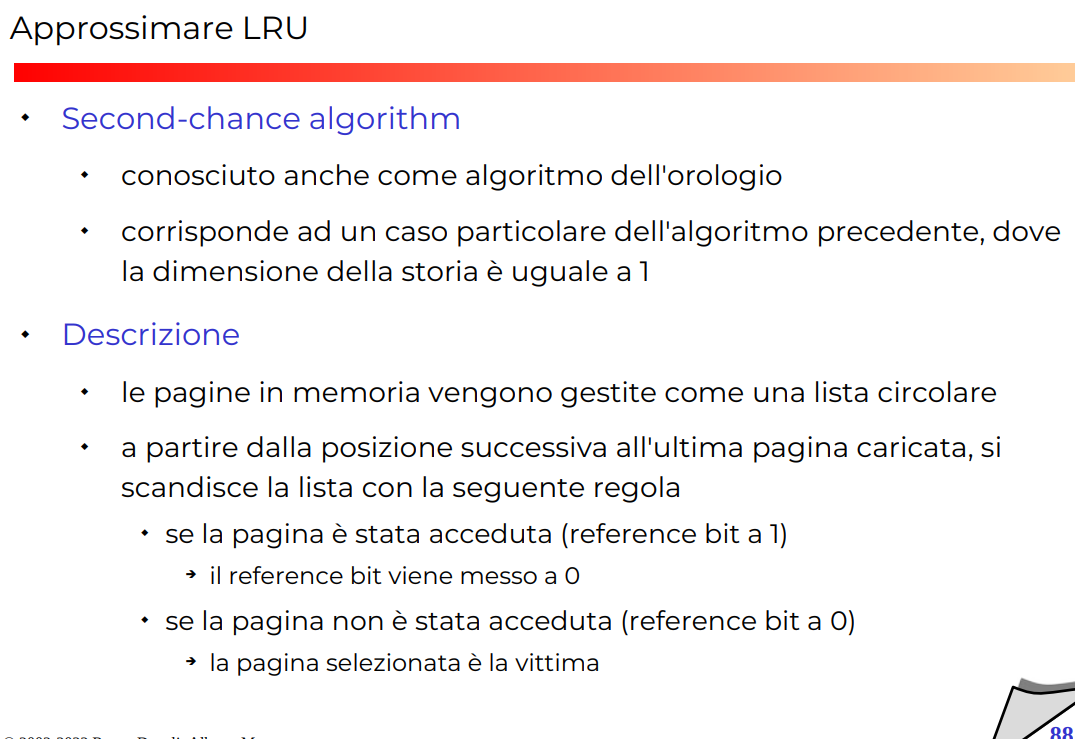 Approssimare LRU
Second-chance algorithm
conosciuto anche come algoritmo dell'orologio
corrisponde ad un caso particolare dell'algoritmo precedente, dove
la dimensione della storia è uguale a 1
Descrizione
le pagine in memoria vengono gestite come una lista circolare
a partire dalla posizione successiva all'ultima pagina caricata, si
scandisce la lista con la seguente regola
se la pagina è stata acceduta (reference bit a 1)
il reference bit viene messo a 0
se la pagina non è stata acceduta (reference bit a 0)
la pagina selezionata è la vittima
88